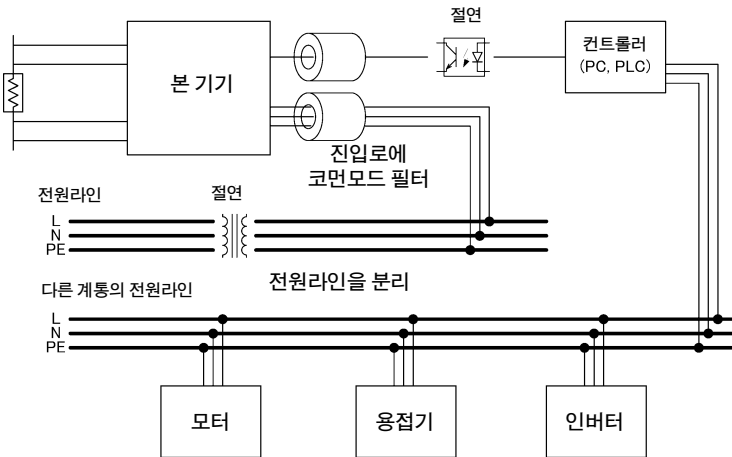 절연
컨트롤러
(PC, PLC)
본 기기
진입로에
코먼모드 필터
전원라인
절연
L
N
PE
전원라인을 분리
다른 계통의 전원라인
L
N
PE
모터
용접기
인버터